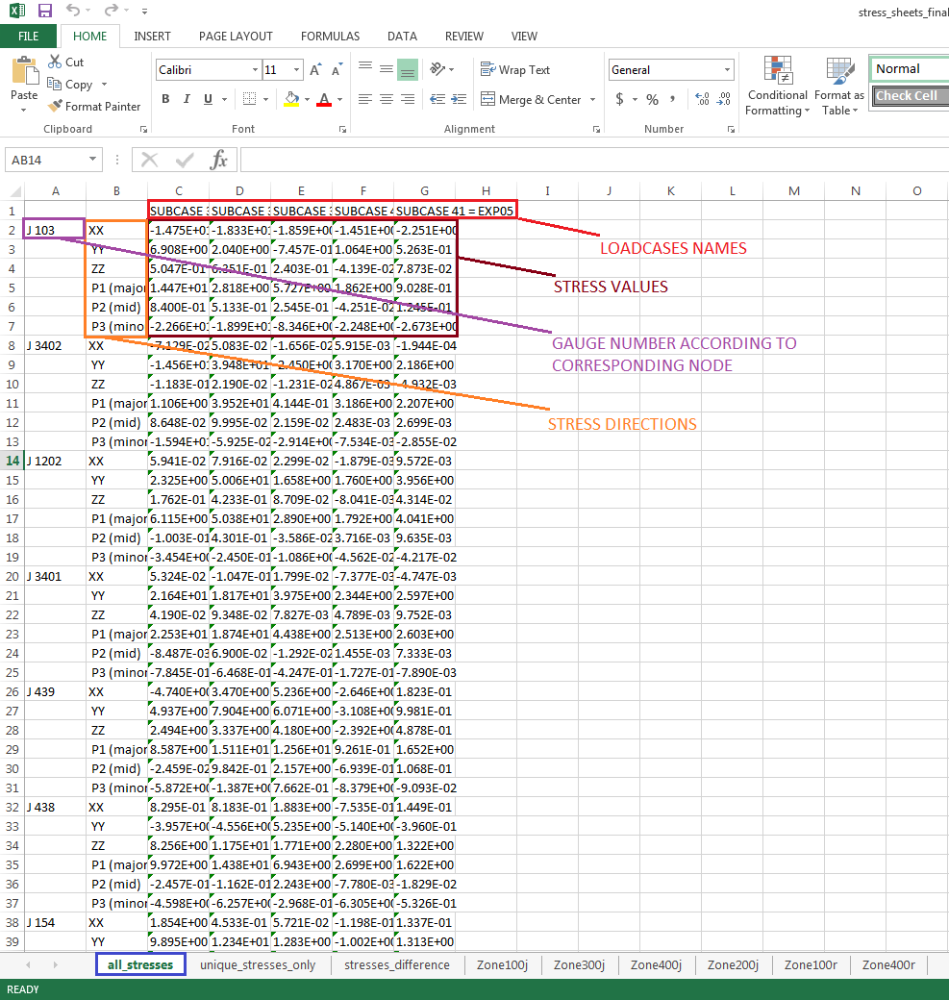 stress_sheets_final
FILE HOME INSERT PAGE LAYOUT FORMULAS DATA REVIEW VIEW
Cut
Copy
Format Painter
Paste
Clipboard
Calibri 11
B I U
Font
Wrap Text
Merge & Center
Alignment
General
$ % ,
Number
Conditional Formatting
Format as Table
Normal
Check Cell
AB14
fx
A B C D E F G H I J K L M N O
1 SUBCASE 3 SUBCASE 3 SUBCASE 3 SUBCASE 4 SUBCASE 41 = EXP05
2 J 103 XX -1.475E+01 -1.833E+0 -1.859E+00 -1.451E+00 -2.251E+00
3 YY 6.908E+00 2.040E+00 -7.457E-01 1.064E+00 5.263E-01
4 ZZ 5.047E-01 6.351E-01 2.403E-01 -4.139E-02 7.873E-02
5 P1 (major 1.447E+01 2.818E+00 5.727E+00 1.862E+00 9.028E-01
6 P2 (mid) 8.400E-01 5.133E-01 2.545E-01 -4.251E-02 1.245E-01
7 P3 (minor -2.266E+0 -1.899E+0 -8.346E+00 -2.248E+00 -2.673E+00
8 J 3402 XX -7.129E-02 5.083E-02 -1.656E-02 5.915E-03 -1.944E-04
9 YY -1.456E+0 3.948E+01 -2.450E+00 3.170E+00 2.186E+00
10 ZZ -1.183E-01 2.190E-02 -1.231E-02 4.867E-03 -4.932E-03
11 P1 (major 1.106E+00 3.952E+01 4.144E-01 3.186E+00 2.207E+00
12 P2 (mid) 8.648E-02 9.995E-02 2.159E-02 2.483E-03 2.699E-03
13 P3 (minor -1.594E+0 -5.925E-02 -2.914E+00 -7.534E-03 -2.855E-02
14 J 1202 XX 5.941E-02 7.916E-02 2.299E-02 -1.879E-03 9.572E-03
15 YY 2.325E+00 5.006E+01 1.658E+00 1.760E+00 3.956E+00
16 ZZ 1.762E-01 4.233E-01 8.709E-02 -8.041E-03 4.314E-02
17 P1 (major 6.115E+00 5.038E+01 2.890E+00 1.792E+00 4.041E+00
18 P2 (mid) -1.003E-01 4.301E-01 -3.586E-02 3.716E-03 9.635E-03
19 P3 (minor -3.454E+00 -2.450E-01 -1.086E+00 -4.562E-02 -4.217E-02
20 J 3401 XX 5.324E-02 -1.047E-01 1.799E-02 -7.377E-03 -4.747E-03
21 YY 2.164E+01 1.817E+01 3.975E+00 2.344E+00 2.597E+00
22 ZZ 4.190E-02 9.348E-02 7.827E-03 4.789E-03 9.752E-03
23 P1 (major 2.253E+01 1.874E+01 4.438E+00 2.513E+00 2.603E+00
24 P2 (mid) -8.487E-03 6.900E-02 -1.292E-02 1.455E-03 7.333E-03
25 P3 (minor -7.845E-01 -6.468E-01 -4.247E-01 -1.727E-01 -7.890E-03
26 J 439 XX -4.740E+00 3.470E+00 5.236E+00 -2.646E+00 1.823E-01
27 YY 4.937E+00 7.904E+00 6.071E+00 -3.108E+00 9.981E-01
28 ZZ 2.494E+00 3.337E+00 4.180E+00 -2.392E+00 4.878E-01
29 P1 (major 8.587E+00 1.511E+01 1.256E+01 9.261E-01 1.652E+00
30 P2 (mid) -2.459E-02 9.842E-01 2.157E+00 -6.939E-01 1.068E-01
31 P3 (minor -5.872E+00 -1.387E+00 7.662E-01 -8.379E+00 -9.093E-02
32 J 438 XX 8.295E-01 8.183E-01 1.883E+00 -7.535E-01 1.449E-01
33 YY -3.957E+00 -4.556E+00 5.235E+00 -5.140E+00 -3.960E-01
34 ZZ 8.256E+00 1.175E+01 1.771E+00 2.280E+00 1.322E+00
35 P1 (major 9.972E+00 1.438E+01 6.943E+00 2.699E+00 1.622E+00
36 P2 (mid) -2.457E-01 -1.162E-01 2.243E+00 -7.780E-03 -1.829E-02
37 P3 (minor -4.598E+00 -6.257E+00 -2.968E-01 -6.305E+00 -5.326E-01
38 J 154 XX 1.854E+00 4.533E-01 5.721E-02 -1.198E-01 1.337E-01
39 YY 9.895E+00 1.234E+01 1.283E+00 -1.002E+00 1.313E+00
LOADCASES NAMES
STRESS VALUES
GAUGE NUMBER ACCORDING TO
CORRESPONDING NODE
STRESS DIRECTIONS
all_stresses unique_stresses_only stresses_difference Zone100j Zone300j Zone400j Zone200j Zone100r Zone400r
READY